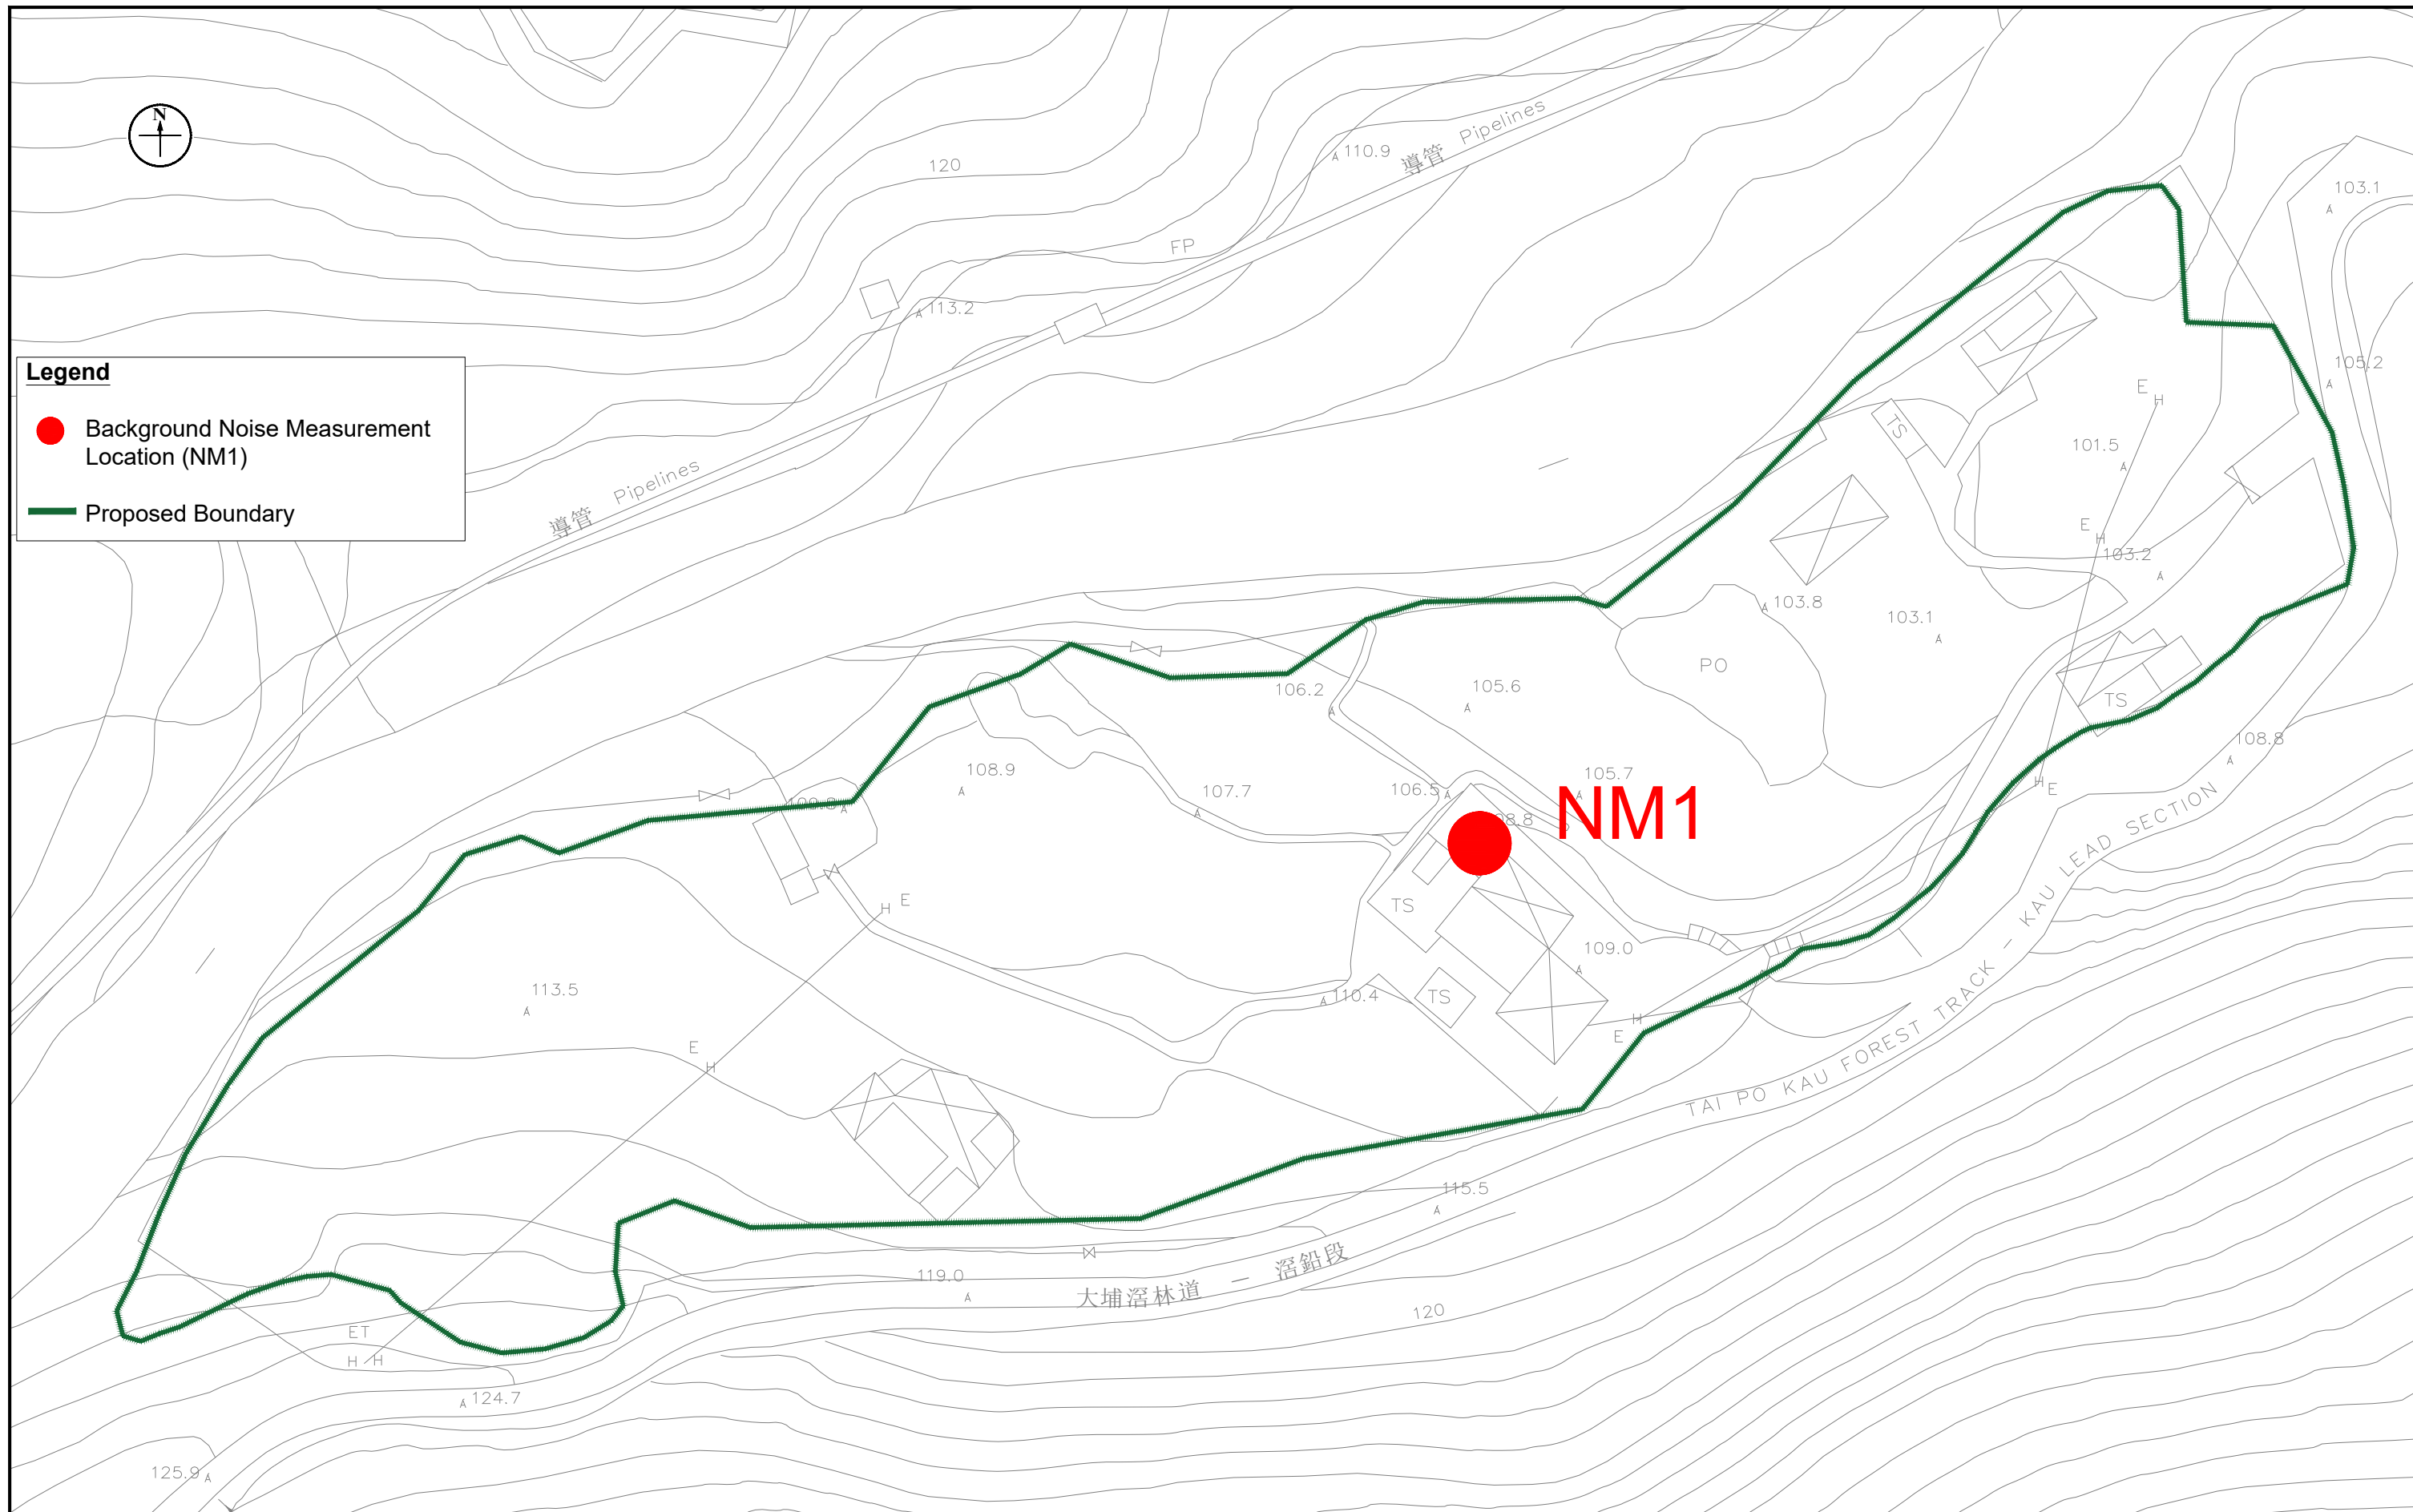 N
120
110.9
導管 Pipelines
103.1
FP
113.2
Legend
Background Noise Measurement
Location (NM1)
Proposed Boundary
105.2
E
H
TS
101.5
導管 Pipelines
E
H
103.2
103.8
103.1
PO
106.2
105.6
TS
108.8
108.9
107.7
106.5
105.7
109.8
NM1
H
E
TS
H
E
109.0
TS
110.4
113.5
E
H
H
E
TAI PO KAU FOREST TRACK - KAU LEAD SECTION
115.5
119.0
大埔滘林道 - 滘鉛段
120
ET
H
H
124.7
125.9